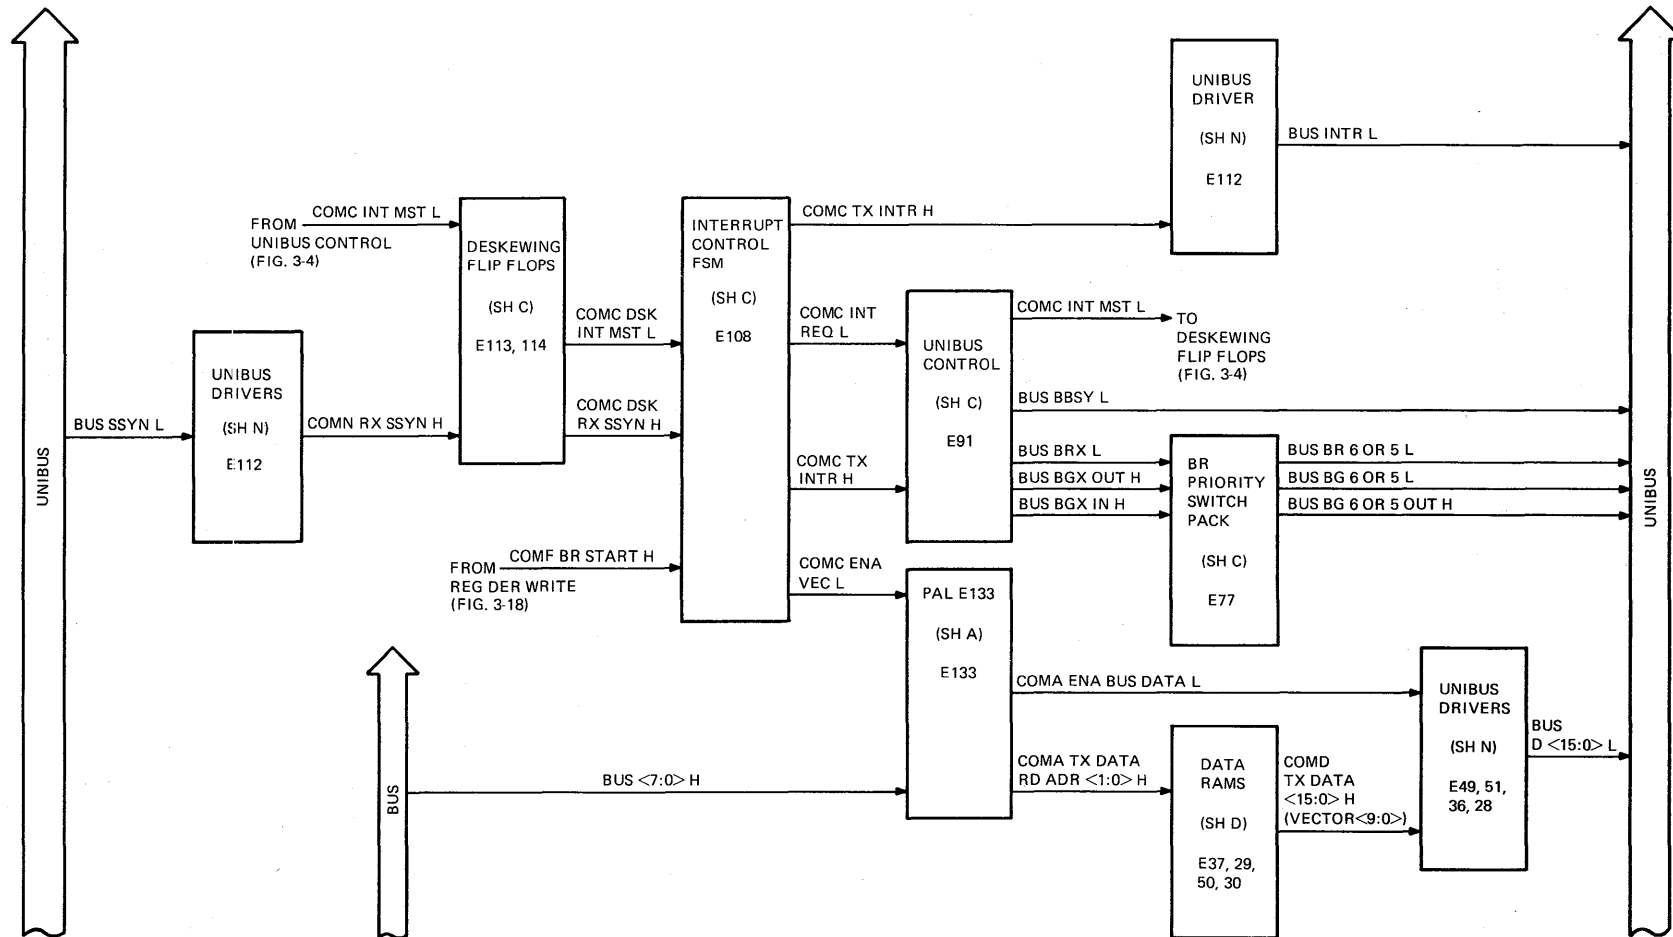 UNIBUS
BUS SSYN L
UNIBUS
DRIVERS
(SH N)
E112
COMN RX SSYN H
COMC INT MST L
FROM
UNIBUS CONTROL
(FIG. 3-4)
DESKEWING
FLIP FLOPS
(SH C)
E113, 114
COMC DSK
INT MST L
COMC DSK
RX SSYN H
COMF BR START H
FROM
REG DER WRITE
(FIG. 3-18)
INTERRUPT
CONTROL
FSM
(SH C)
E108
COMC TX INTR H
COMC INT
REQ L
COMC TX
INTR H
COMC ENA
VEC L
UNIBUS
DRIVER
(SH N)
E112
BUS INTR L
UNIBUS
CONTROL
(SH C)
E91
COMC INT MST L
TO
DESKEWING
FLIP FLOPS
(FIG. 3-4)
BUS BBSY L
BUS BRX L
BUS BGX OUT H
BUS BGX IN H
BR
PRIORITY
SWITCH
PACK
(SH C)
E77
BUS BR 6 OR 5 L
BUS BG 6 OR 5 L
BUS BG 6 OR 5 OUT H
BUS
BUS <7:0> H
PAL E133
(SH A)
E133
COMA ENA BUS DATA L
COMA TX DATA
RD ADR <1:0> H
DATA
RAMS
(SH D)
E37, 29,
50, 30
COMD
TX DATA
<15:0> H
(VECTOR<9:0>)
UNIBUS
DRIVERS
(SH N)
E49, 51,
36, 28
BUS
D <15:0> L
UNIBUS